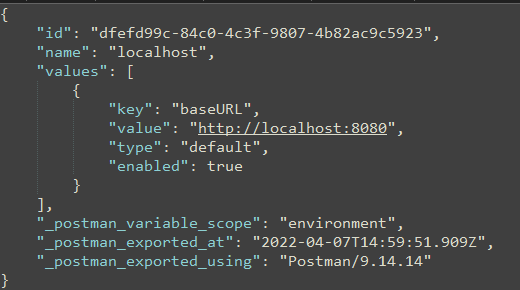 {
    "id": "dfefd99c-84c0-4c3f-9807-4b82ac9c5923",
    "name": "localhost",
    "values": [
        {
            "key": "baseURL",
            "value": "http://localhost:8080",
            "type": "default",
            "enabled": true
        }
    ],
    "_postman_variable_scope": "environment",
    "_postman_exported_at": "2022-04-07T14:59:51.909Z",
    "_postman_exported_using": "Postman/9.14.14"
}